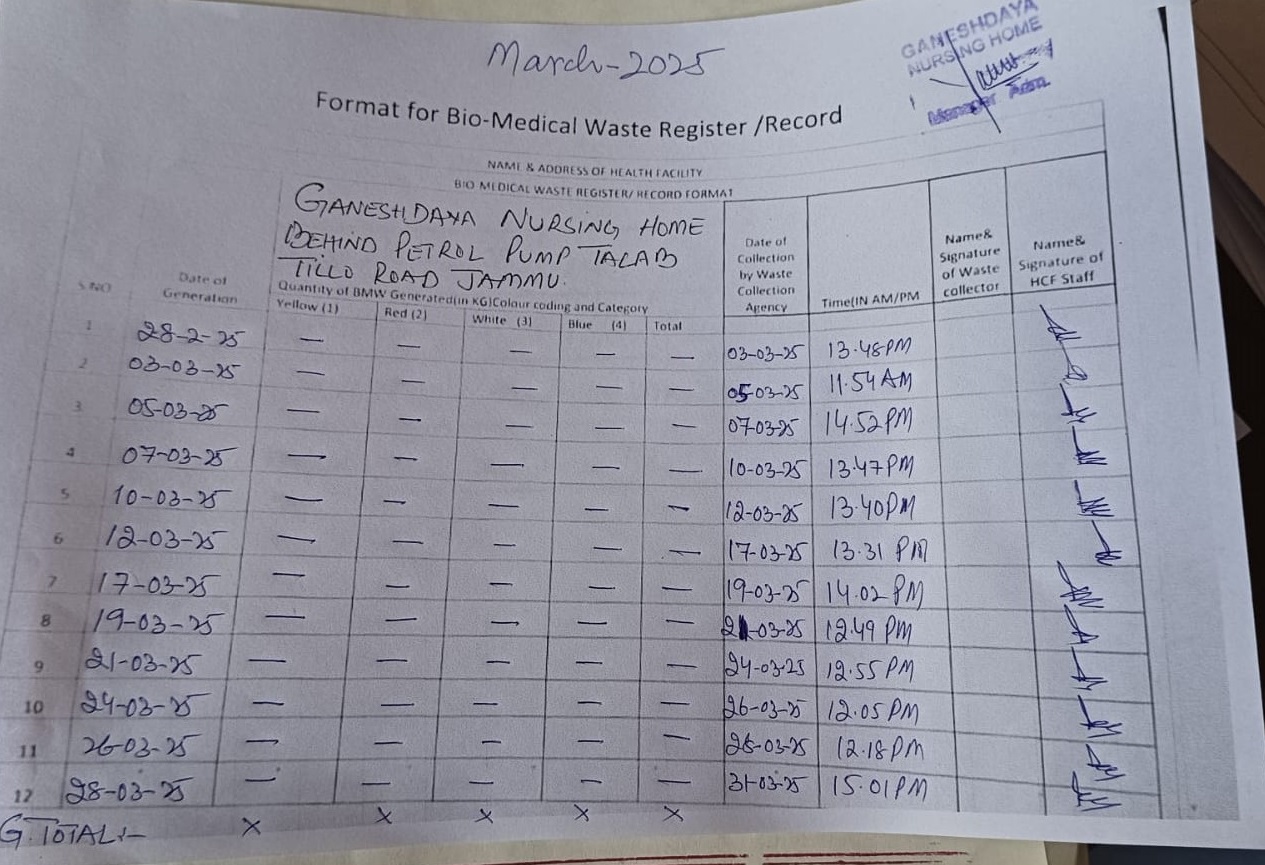 March-2025
GANESHDAYA
NURSING HOME
Manager Adm.
Format for Bio-Medical Waste Register /Record
NAME & ADDRESS OF HEALTH FACILITY
BIO MEDICAL WASTE REGISTER/ RECORD FORMAT
GANESHDAYA NURSING HOME
BEHIND PETROL PUMP TALAB
TILLO ROAD JAMMU.
S.NO Date of Generation Quantity of BMW Generated(in KG)Colour coding and Category Date of Collection by Waste Collection Agency Time(IN AM/PM Name& Signature of Waste collector Name& Signature of HCF Staff
Yellow (1) Red (2) White (3) Blue (4) Total
1 28-2-25 — — — — — 03-03-25 13.48PM
2 03-03-25 — — — — — 05-03-25 11.54AM
3 05-03-25 — — — — — 07-03-25 14.52PM
4 07-03-25 — — — — — 10-03-25 13.47PM
5 10-03-25 — — — — — 12-03-25 13.40PM
6 12-03-25 — — — — — 17-03-25 13.31 PM
7 17-03-25 — — — — — 19-03-25 14.02 PM
8 19-03-25 — — — — — 21-03-25 12.49 PM
9 21-03-25 — — — — — 24-03-25 12.55 PM
10 24-03-25 — — — — — 26-03-25 12.05 PM
11 26-03-25 — — — — — 28-03-25 12.18PM
12 28-03-25 — — — — — 31-03-25 15.01PM
G.TOTAL:- X X X X X